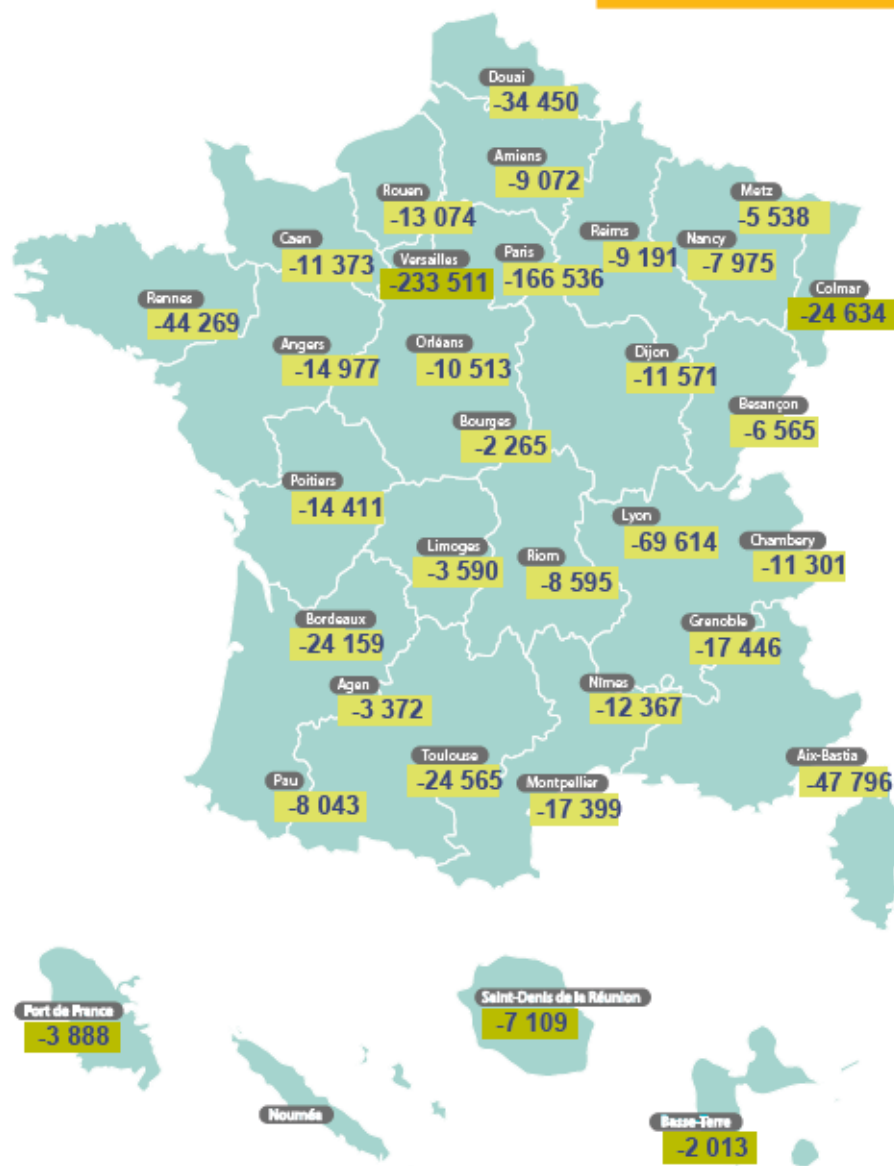 Douai
-34 450
Amiens
-9 072
Rouen
-13 074
Metz
-5 538
Caen
-11 373
Versailles
-233 511
Paris
-166 536
Reims
-9 191
Nancy
-7 975
Colmar
-24 634
Rennes
-44 269
Angers
-14 977
Orléans
-10 513
Dijon
-11 571
Besançon
-6 565
Bourges
-2 265
Poitiers
-14 411
Lyon
-69 614
Chambery
-11 301
Limoges
-3 590
Riom
-8 595
Bordeaux
-24 159
Grenoble
-17 446
Agen
-3 372
Nîmes
-12 367
Toulouse
-24 565
Aix-Bastia
-47 796
Pau
-8 043
Montpellier
-17 399
Fort de France
-3 888
Saint-Denis de la Réunion
-7 109
Nouméa
Basse-Terre
-2 013